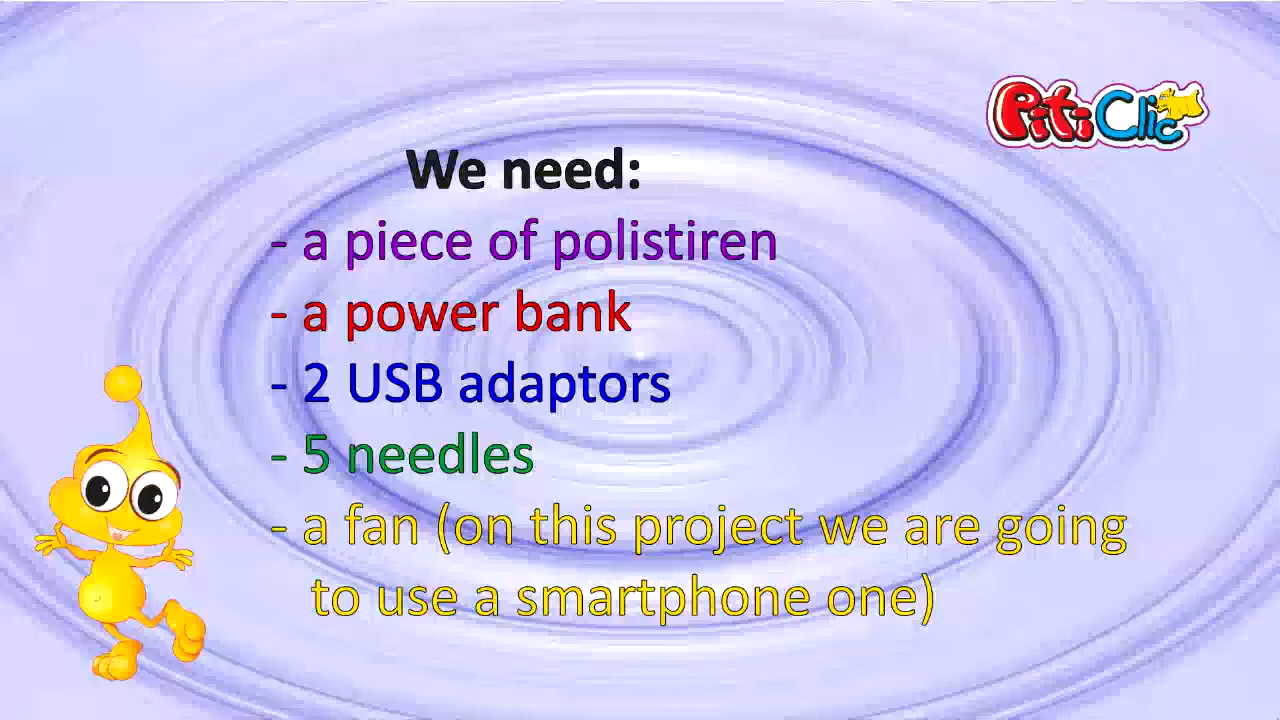 PitiClic
We need:
- a piece of polistiren
- a power bank
- 2 USB adaptors
- 5 needles
- a fan (on this project we are going
to use a smartphone one)